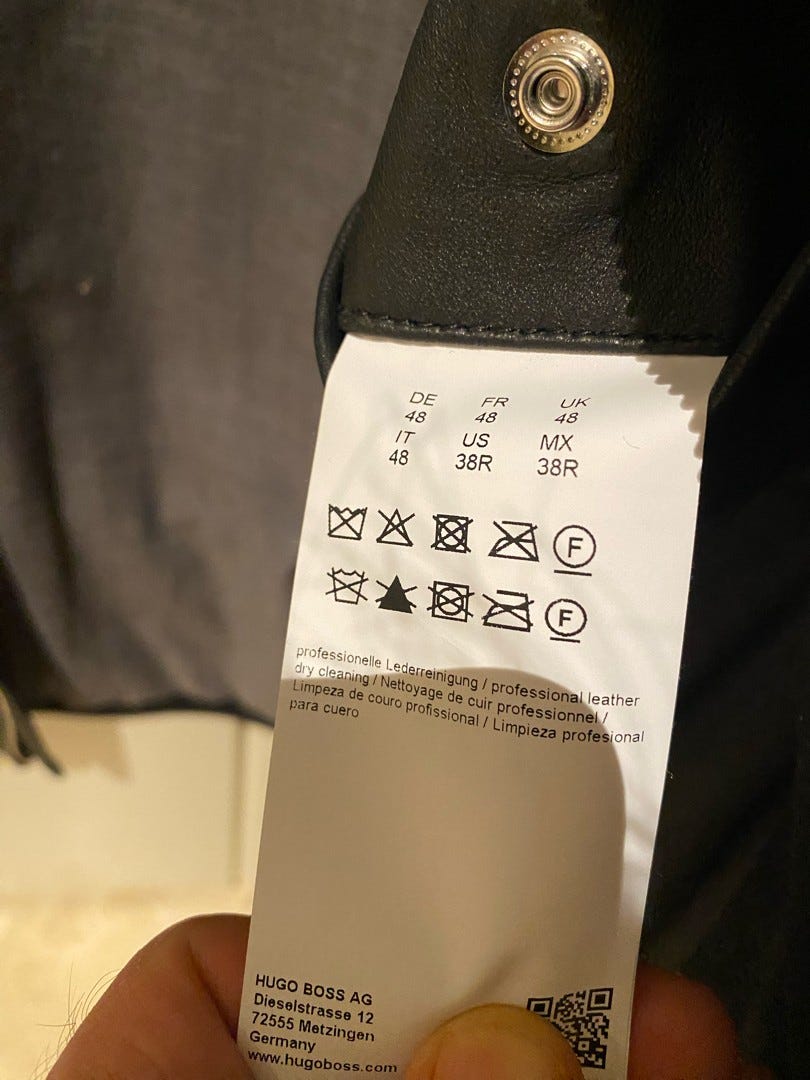 DE FR UK
48 48 48
IT US MX
48 38R 38R
F
F
professionelle Lederreinigung / professional leather
dry cleaning / Nettoyage de cuir professionnel /
Limpeza de couro profissional / Limpieza profesional
para cuero
HUGO BOSS AG
Dieselstrasse 12
72555 Metzingen
Germany
www.hugoboss.com